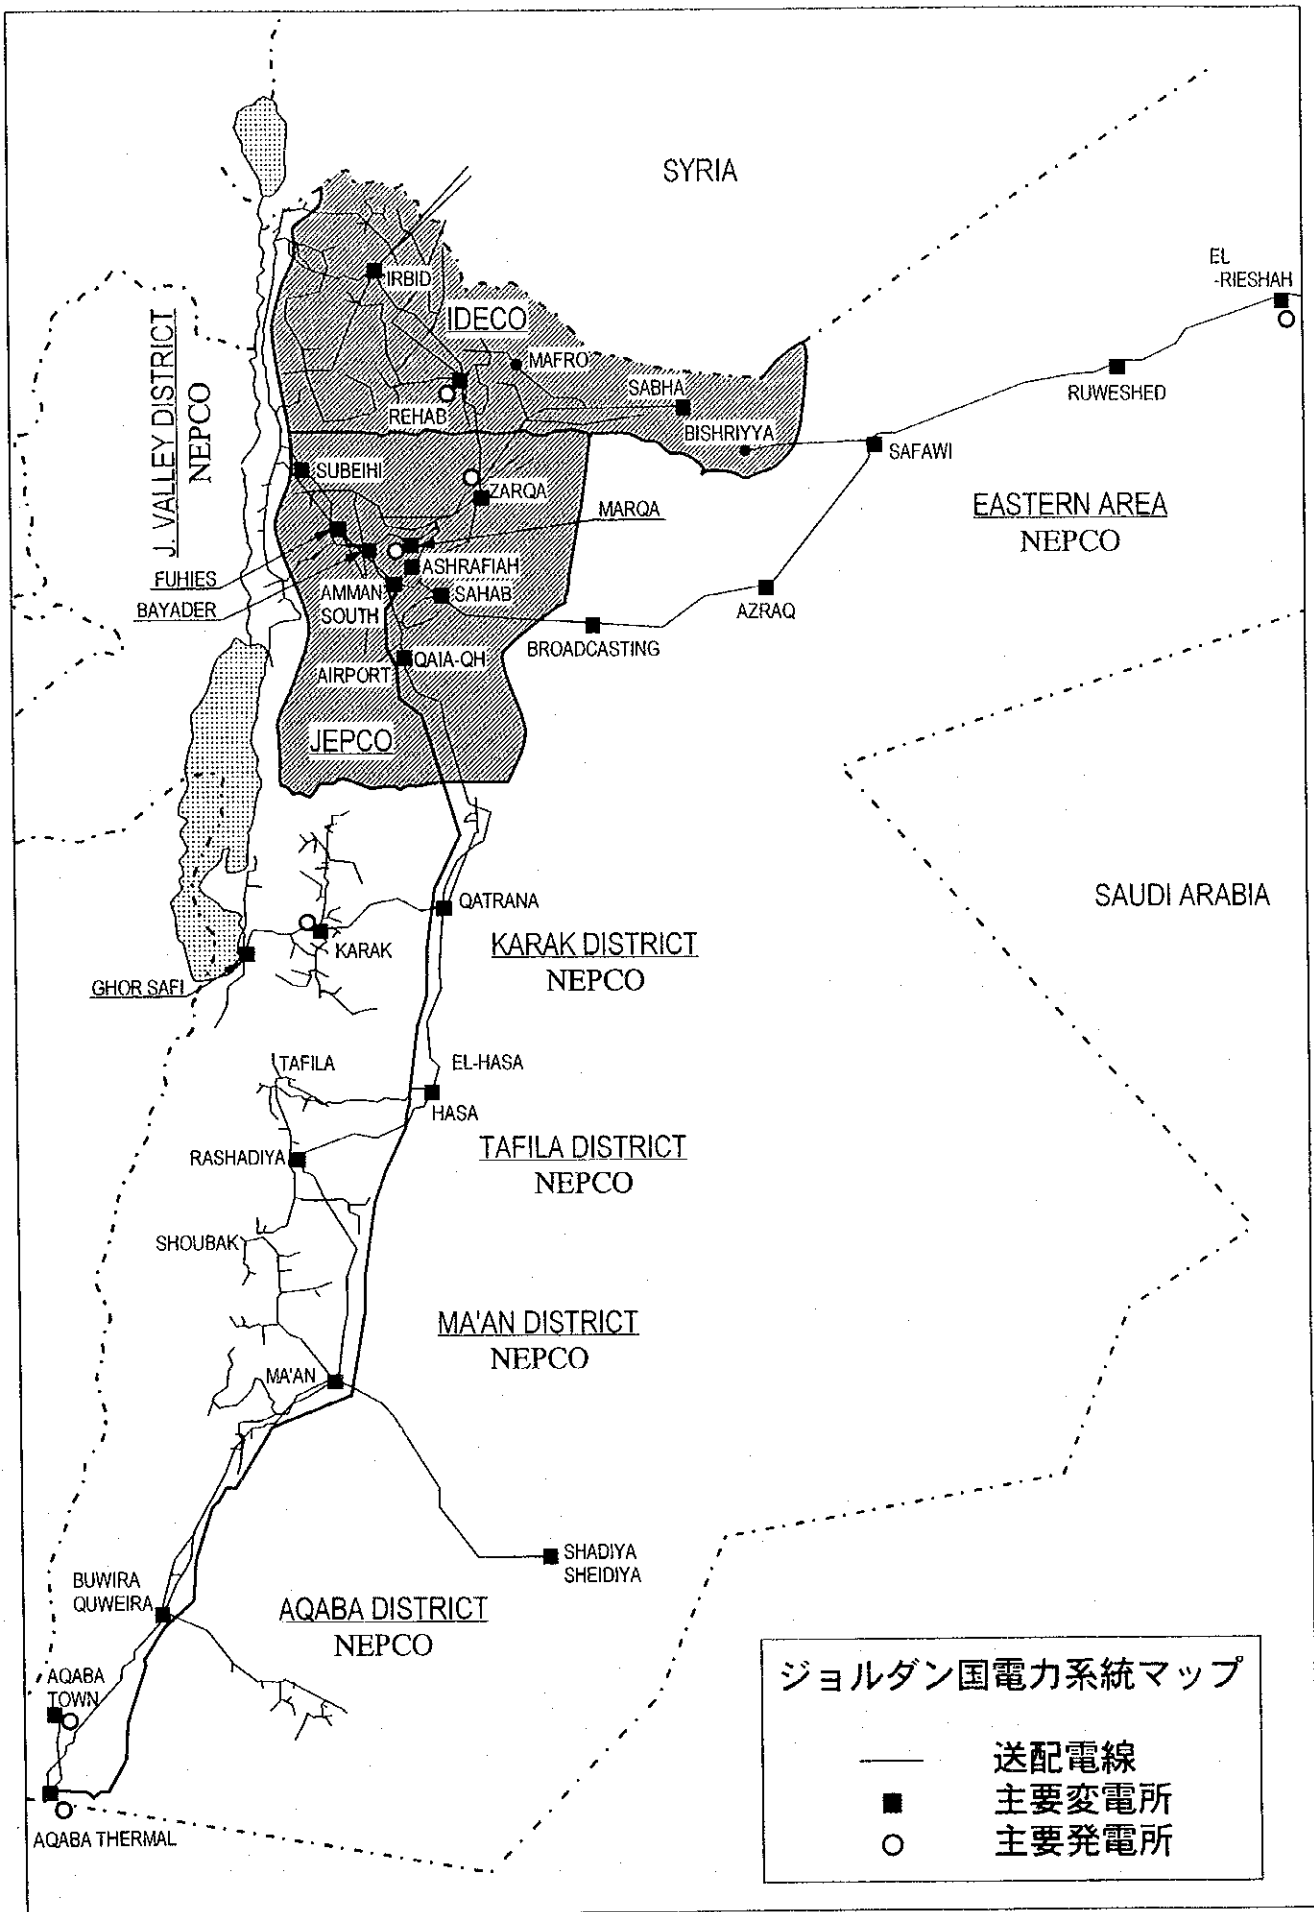 SYRIA
EL
-RIESHAH
IRBID
IDECO
MAFRO
RUWESHED
SABHA
REHAB
BISHRIYYA
SAFAWI
J. VALLEY DISTRICT
NEPCO
SUBEIHI
ZARQA
MARQA
EASTERN AREA
NEPCO
FUHIES
ASHRAFIAH
BAYADER
AMMAN
SOUTH
SAHAB
AZRAQ
BROADCASTING
QAIA-QH
AIRPORT
JEPCO
SAUDI ARABIA
QATRANA
KARAK
KARAK DISTRICT
NEPCO
GHOR SAFI
TAFILA
EL-HASA
HASA
RASHADIYA
TAFILA DISTRICT
NEPCO
SHOUBAK
MA'AN DISTRICT
NEPCO
MA'AN
SHADIYA
SHEIDIYA
BUWIRA
QUWEIRA
AQABA DISTRICT
NEPCO
AQABA
TOWN
AQABA THERMAL
ジョルダン国電力系統マップ
送配電線
主要変電所
主要発電所